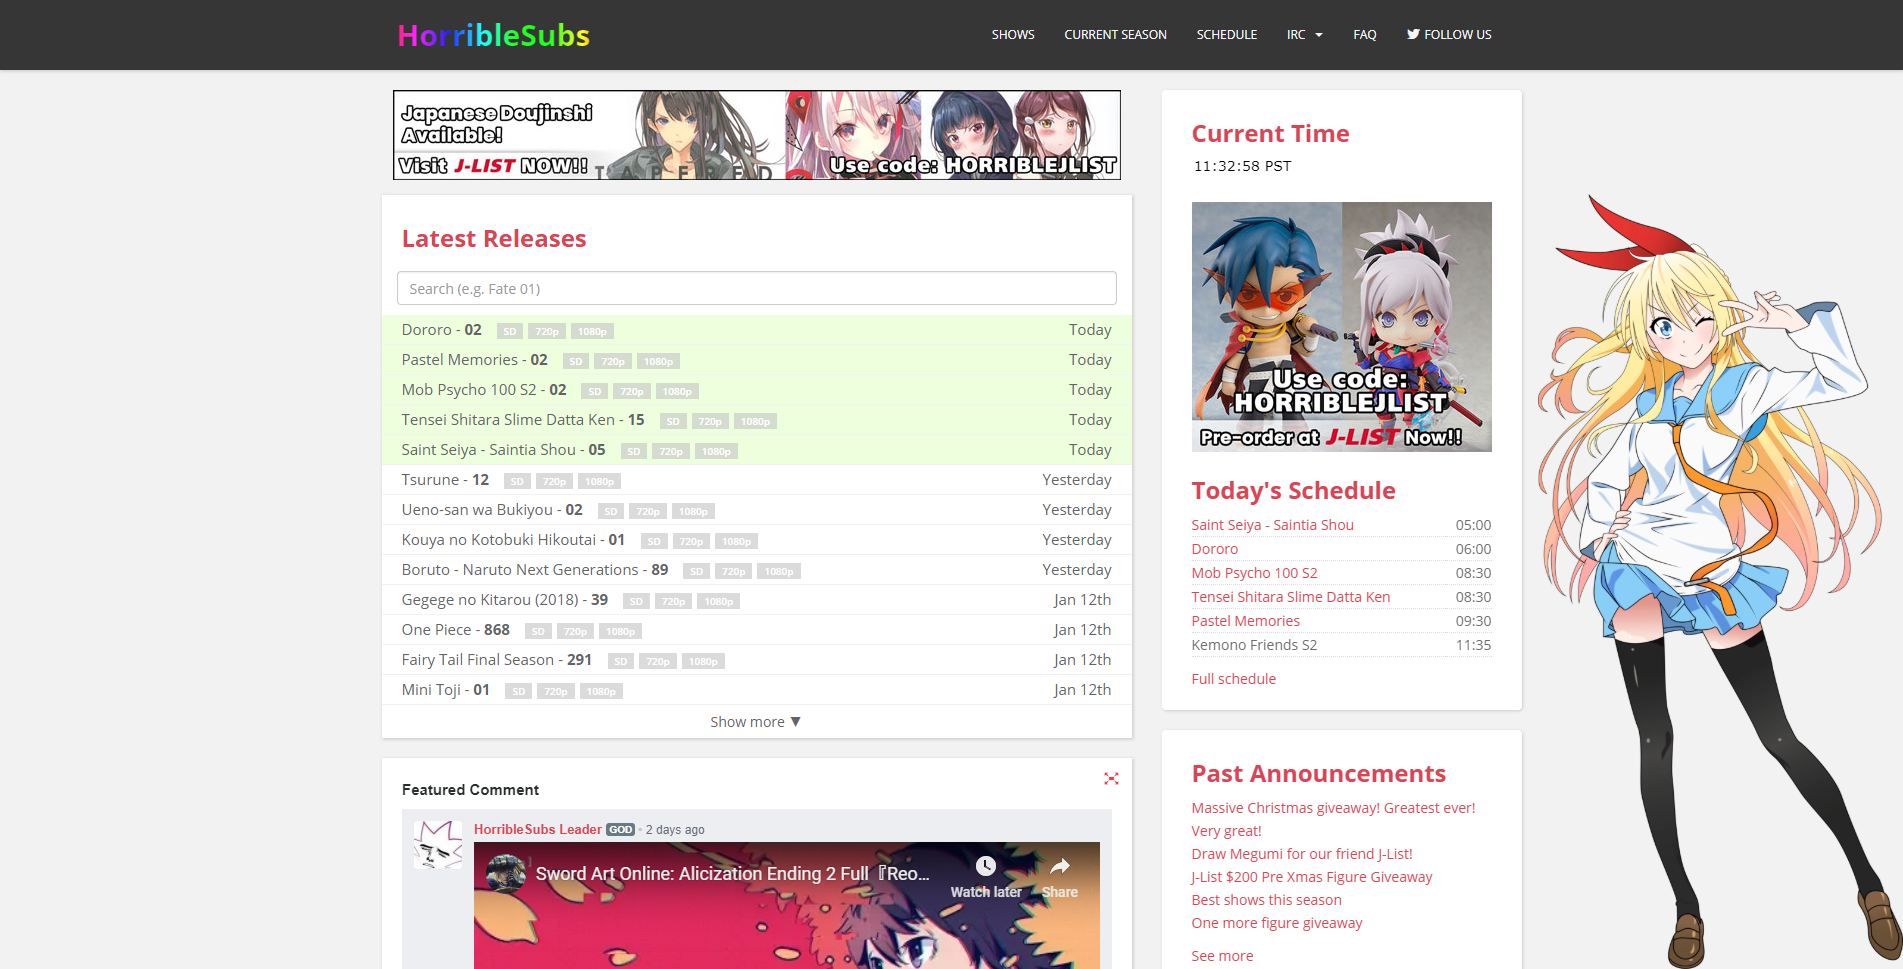 HorribleSubs
SHOWS CURRENT SEASON SCHEDULE IRC FAQ FOLLOW US
Japanese Doujinshi
Available!
Visit J-LIST NOW!!
TAPERED
Use code: HORRIBLEJLIST
Latest Releases
Search (e.g. Fate 01)
Dororo - 02 SD 720p 1080p Today
Pastel Memories - 02 SD 720p 1080p Today
Mob Psycho 100 S2 - 02 SD 720p 1080p Today
Tensei Shitara Slime Datta Ken - 15 SD 720p 1080p Today
Saint Seiya - Saintia Shou - 05 SD 720p 1080p Today
Tsurune - 12 SD 720p 1080p Yesterday
Ueno-san wa Bukiyou - 02 SD 720p 1080p Yesterday
Kouya no Kotobuki Hikoutai - 01 SD 720p 1080p Yesterday
Boruto - Naruto Next Generations - 89 SD 720p 1080p Yesterday
Gegege no Kitarou (2018) - 39 SD 720p 1080p Jan 12th
One Piece - 868 SD 720p 1080p Jan 12th
Fairy Tail Final Season - 291 SD 720p 1080p Jan 12th
Mini Toji - 01 SD 720p 1080p Jan 12th
Show more ▼
Featured Comment
HorribleSubs Leader GOD • 2 days ago
Sword Art Online: Alicization Ending 2 Full『Reo...
Watch later Share
Current Time
11:32:58 PST
Use code:
HORRIBLEJLIST
Pre-order at J-LIST Now!!
Today's Schedule
Saint Seiya - Saintia Shou 05:00
Dororo 06:00
Mob Psycho 100 S2 08:30
Tensei Shitara Slime Datta Ken 08:30
Pastel Memories 09:30
Kemono Friends S2 11:35
Full schedule
Past Announcements
Massive Christmas giveaway! Greatest ever!
Very great!
Draw Megumi for our friend J-List!
J-List $200 Pre Xmas Figure Giveaway
Best shows this season
One more figure giveaway
See more